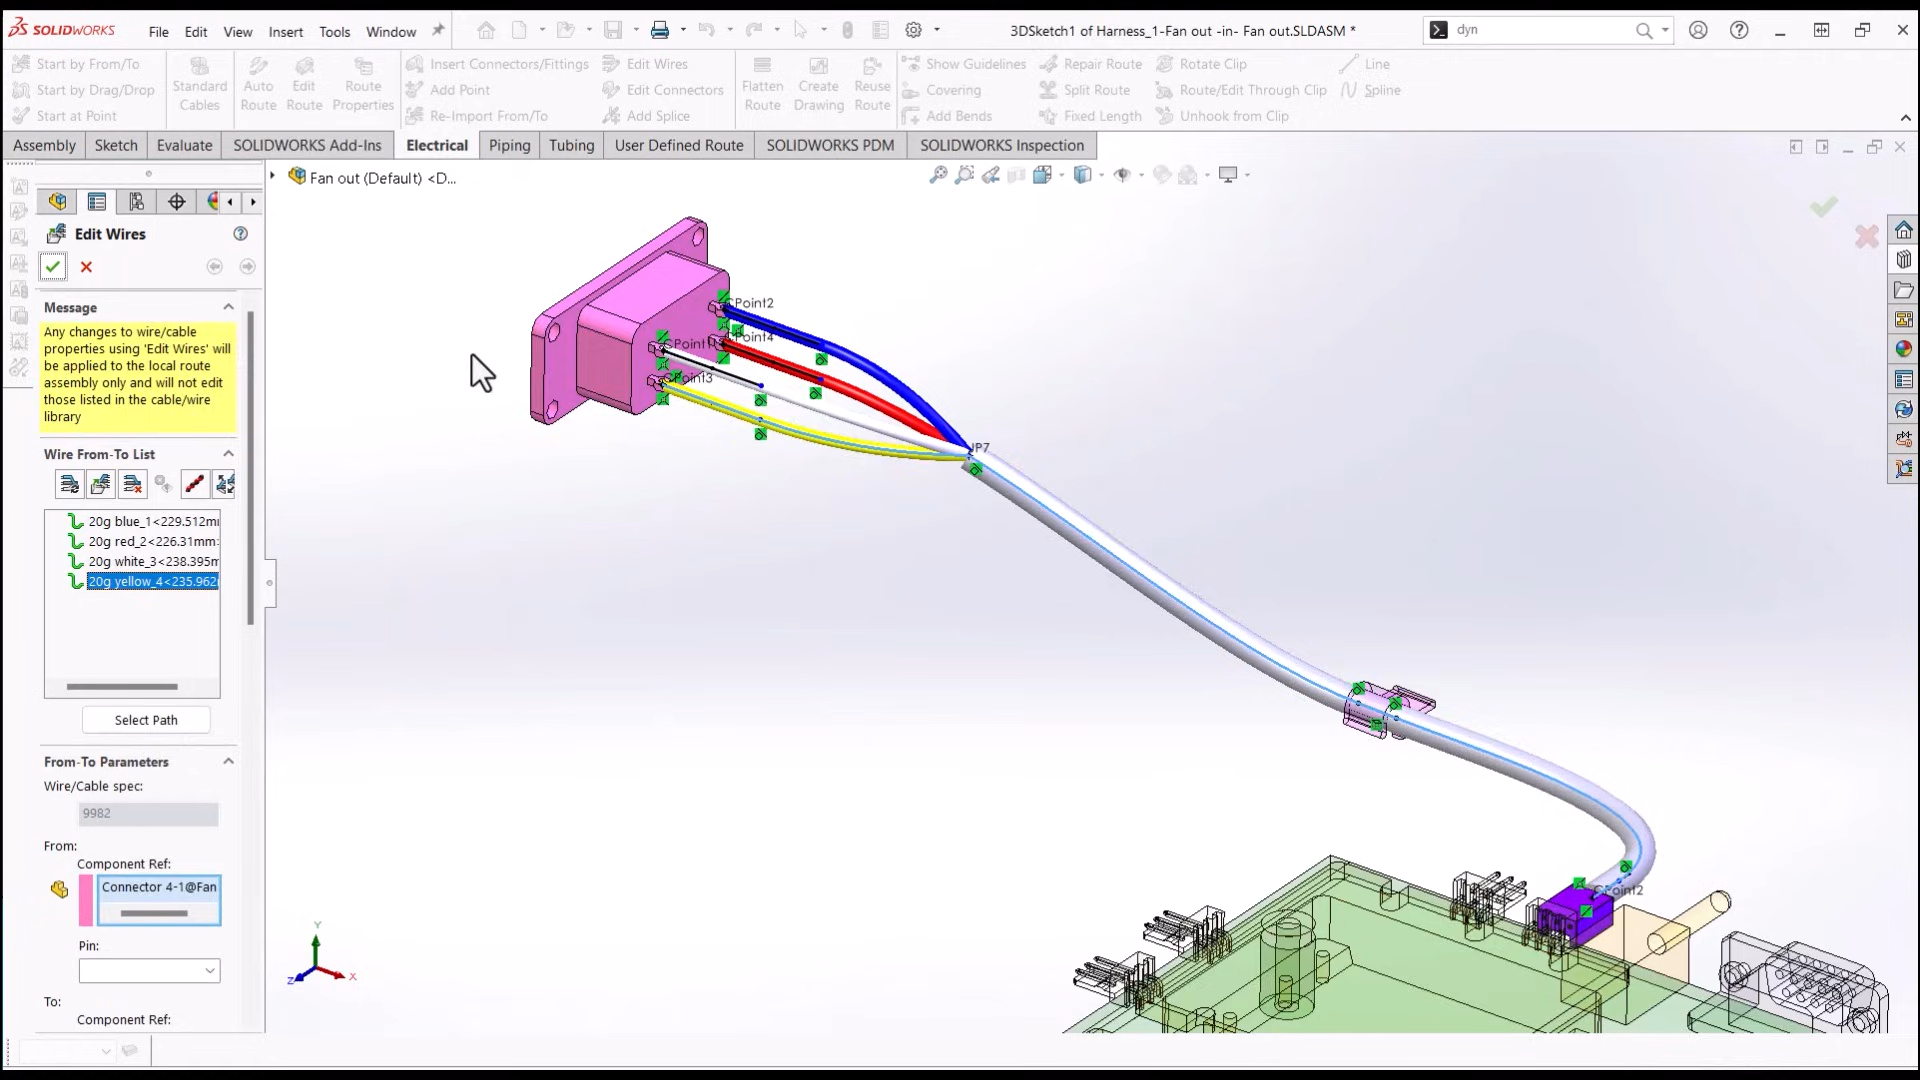 SOLIDWORKS File Edit View Insert Tools Window 3DSketch1 of Harness_1-Fan out -in- Fan out.SLDASM * dyn
Start by From/To
Start by Drag/Drop
Start at Point
Standard
Cables
Auto
Route
Edit
Route
Route
Properties
Insert Connectors/Fittings
Add Point
Re-Import From/To
Edit Wires
Edit Connectors
Add Splice
Flatten
Route
Create
Drawing
Reuse
Route
Show Guidelines
Covering
Add Bends
Repair Route
Split Route
Fixed Length
Rotate Clip
Route/Edit Through Clip
Unhook from Clip
Line
Spline
Assembly Sketch Evaluate SOLIDWORKS Add-Ins Electrical Piping Tubing User Defined Route SOLIDWORKS PDM SOLIDWORKS Inspection
Fan out (Default) <D...
Edit Wires
Message
Any changes to wire/cable
properties using 'Edit Wires' will
be applied to the local route
assembly only and will not edit
those listed in the cable/wire
library
Wire From-To List
20g blue_1<229.512m
20g red_2<226.31mm>
20g white_3<238.395m
20g yellow_4<235.962
Select Path
From-To Parameters
Wire/Cable spec:
9982
From:
Component Ref:
Connector 4-1@Fan
Pin:
To:
Component Ref:
CPoint2
CPoint4
CPoint1
CPoint3
JP7
CPoint2
Y
X
Z